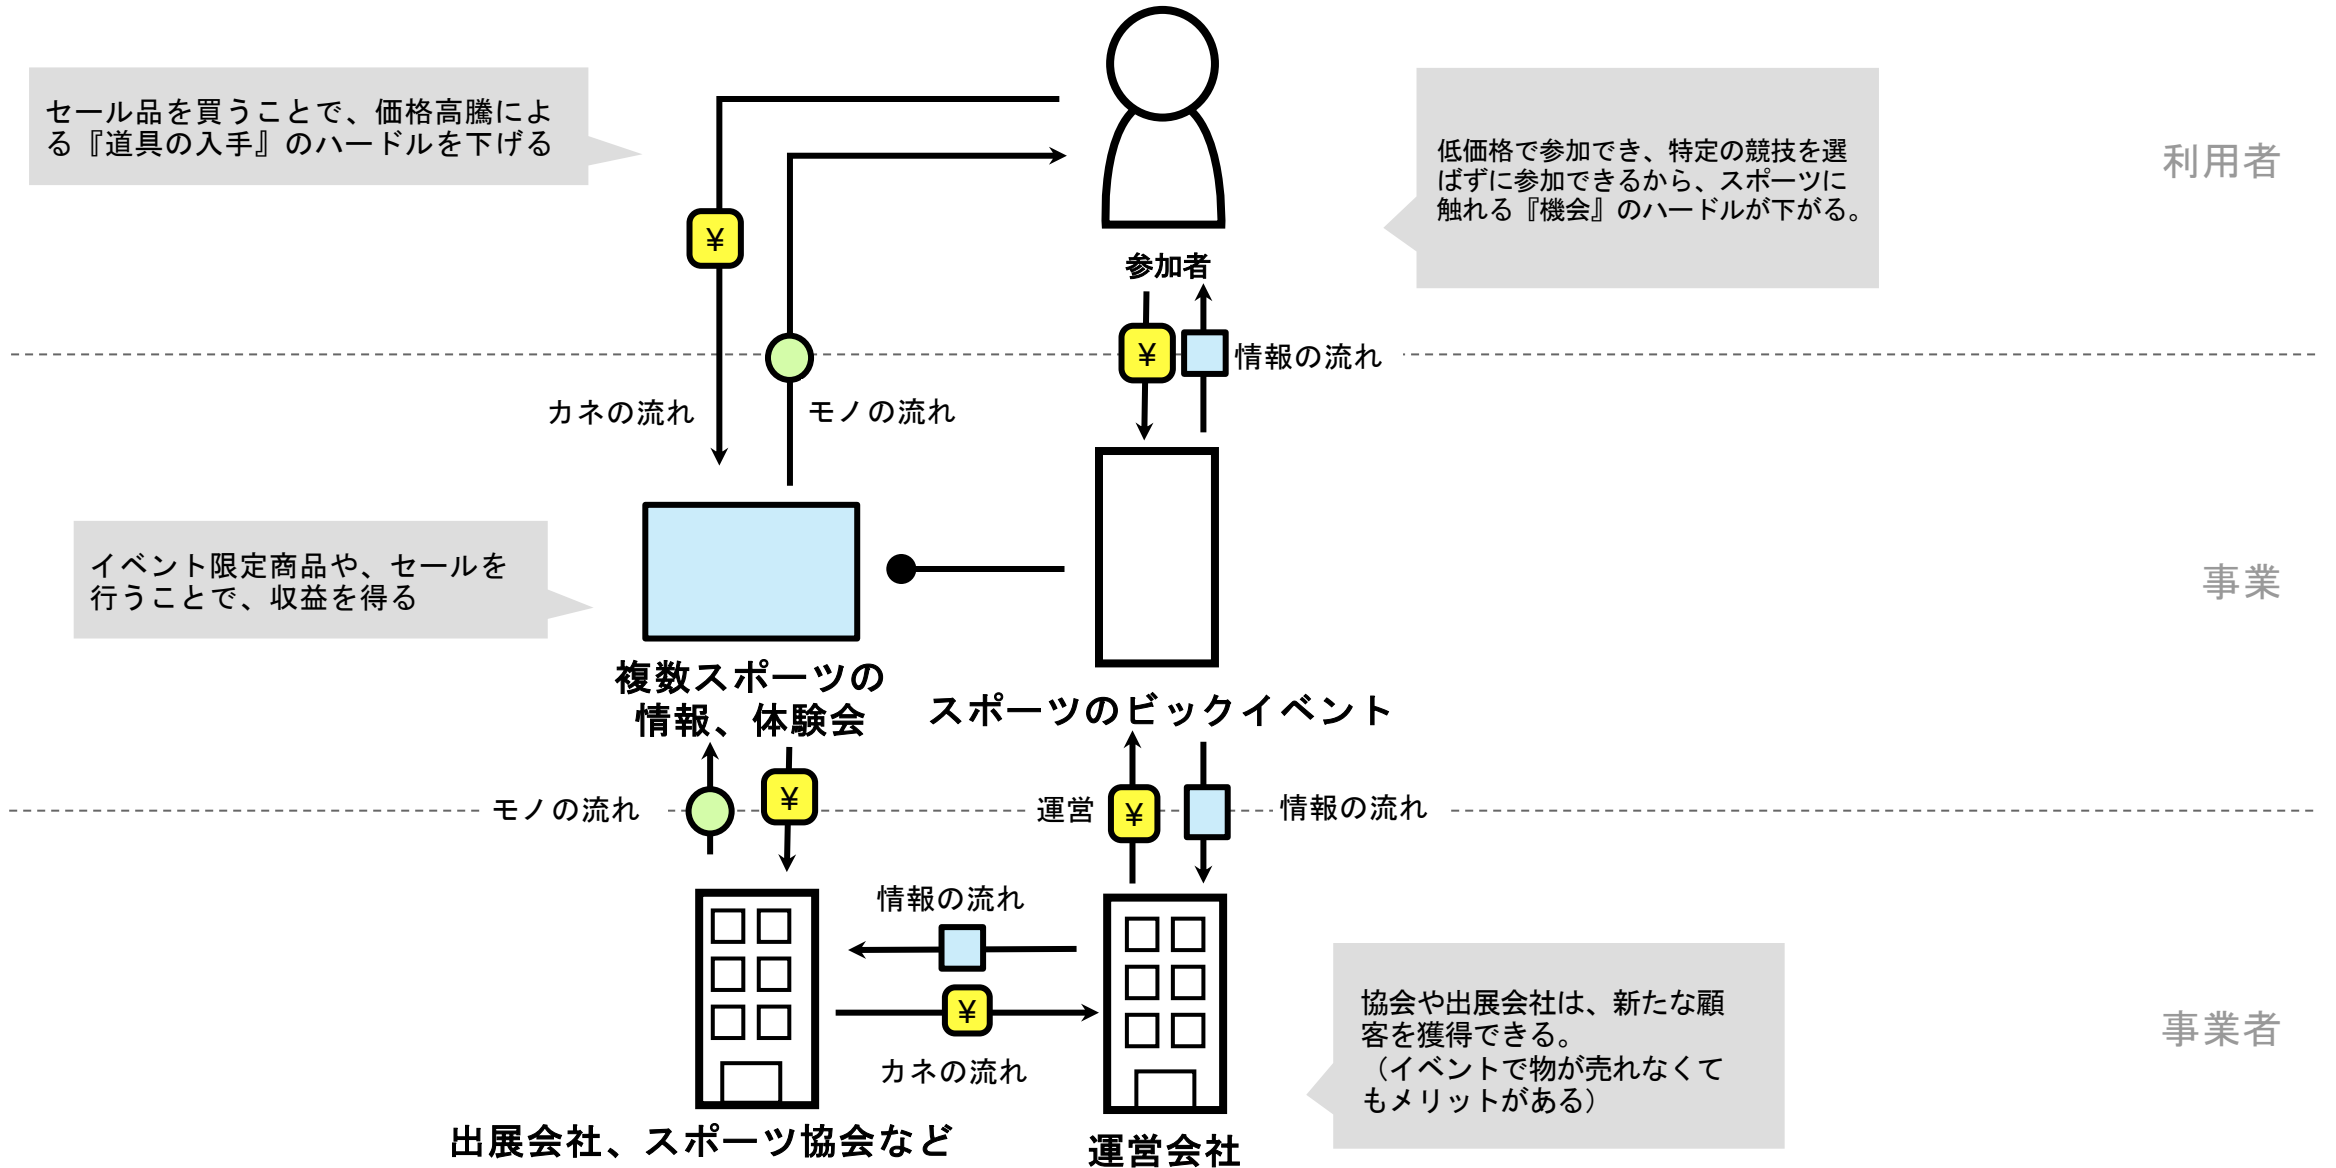 セール品を買うことで、価格高騰によ
る『道具の入手』のハードルを下げる
低価格で参加でき、特定の競技を選
ばずに参加できるから、スポーツに
触れる『機会』のハードルが下がる。
利用者
¥
参加者
¥
情報の流れ
カネの流れ
モノの流れ
イベント限定商品や、セールを
行うことで、収益を得る
事業
複数スポーツの
情報、体験会
スポーツのビックイベント
モノの流れ
¥
運営
¥
情報の流れ
情報の流れ
¥
カネの流れ
協会や出展会社は、新たな顧
客を獲得できる。
（イベントで物が売れなくて
もメリットがある）
事業者
出展会社、スポーツ協会など
運営会社